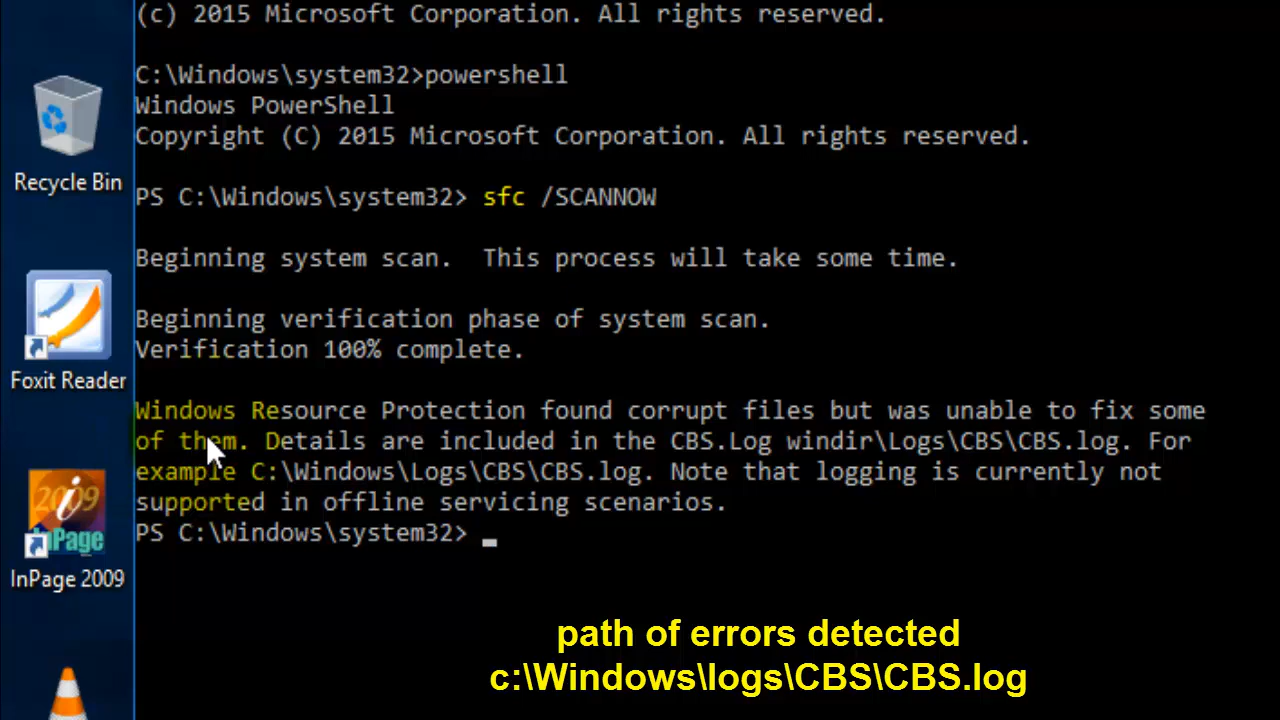 (c) 2015 Microsoft Corporation. All rights reserved.
C:\Windows\system32>powershell
Windows PowerShell
Copyright (C) 2015 Microsoft Corporation. All rights reserved.
PS C:\Windows\system32> sfc /SCANNOW
Beginning system scan.  This process will take some time.
Beginning verification phase of system scan.
Verification 100% complete.
Windows Resource Protection found corrupt files but was unable to fix some
of them. Details are included in the CBS.Log windir\Logs\CBS\CBS.log. For
example C:\Windows\Logs\CBS\CBS.log. Note that logging is currently not
supported in offline servicing scenarios.
PS C:\Windows\system32> _
Recycle Bin
Foxit Reader
2009
InPage
InPage 2009
path of errors detected
c:\Windows\logs\CBS\CBS.log